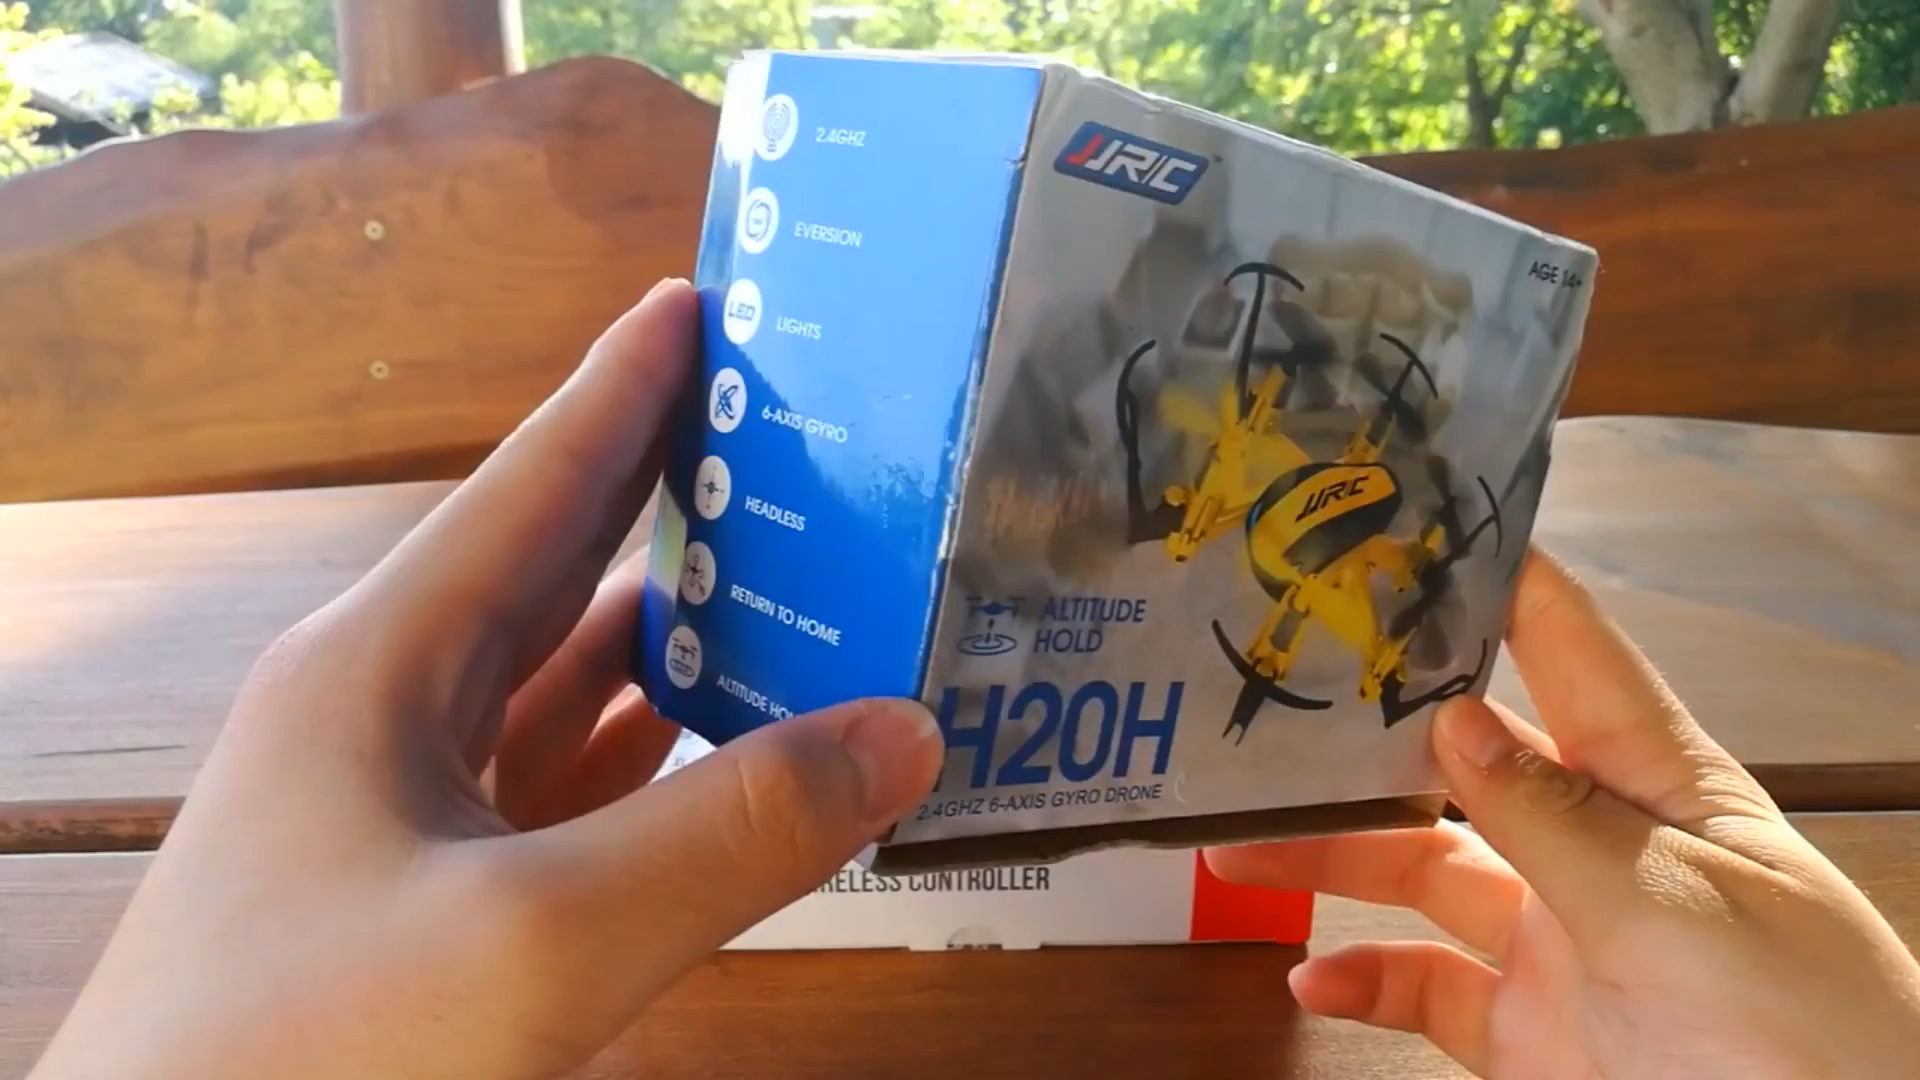 2.4GHZ
EVERSION
LED
LIGHTS
6-AXIS GYRO
HEADLESS
RETURN TO HOME
ALTITUDE
JJRC
AGE 14+
JJRC
ALTITUDE
HOLD
H20H
2.4GHZ 6-AXIS GYRO DRONE
CONTROLLER